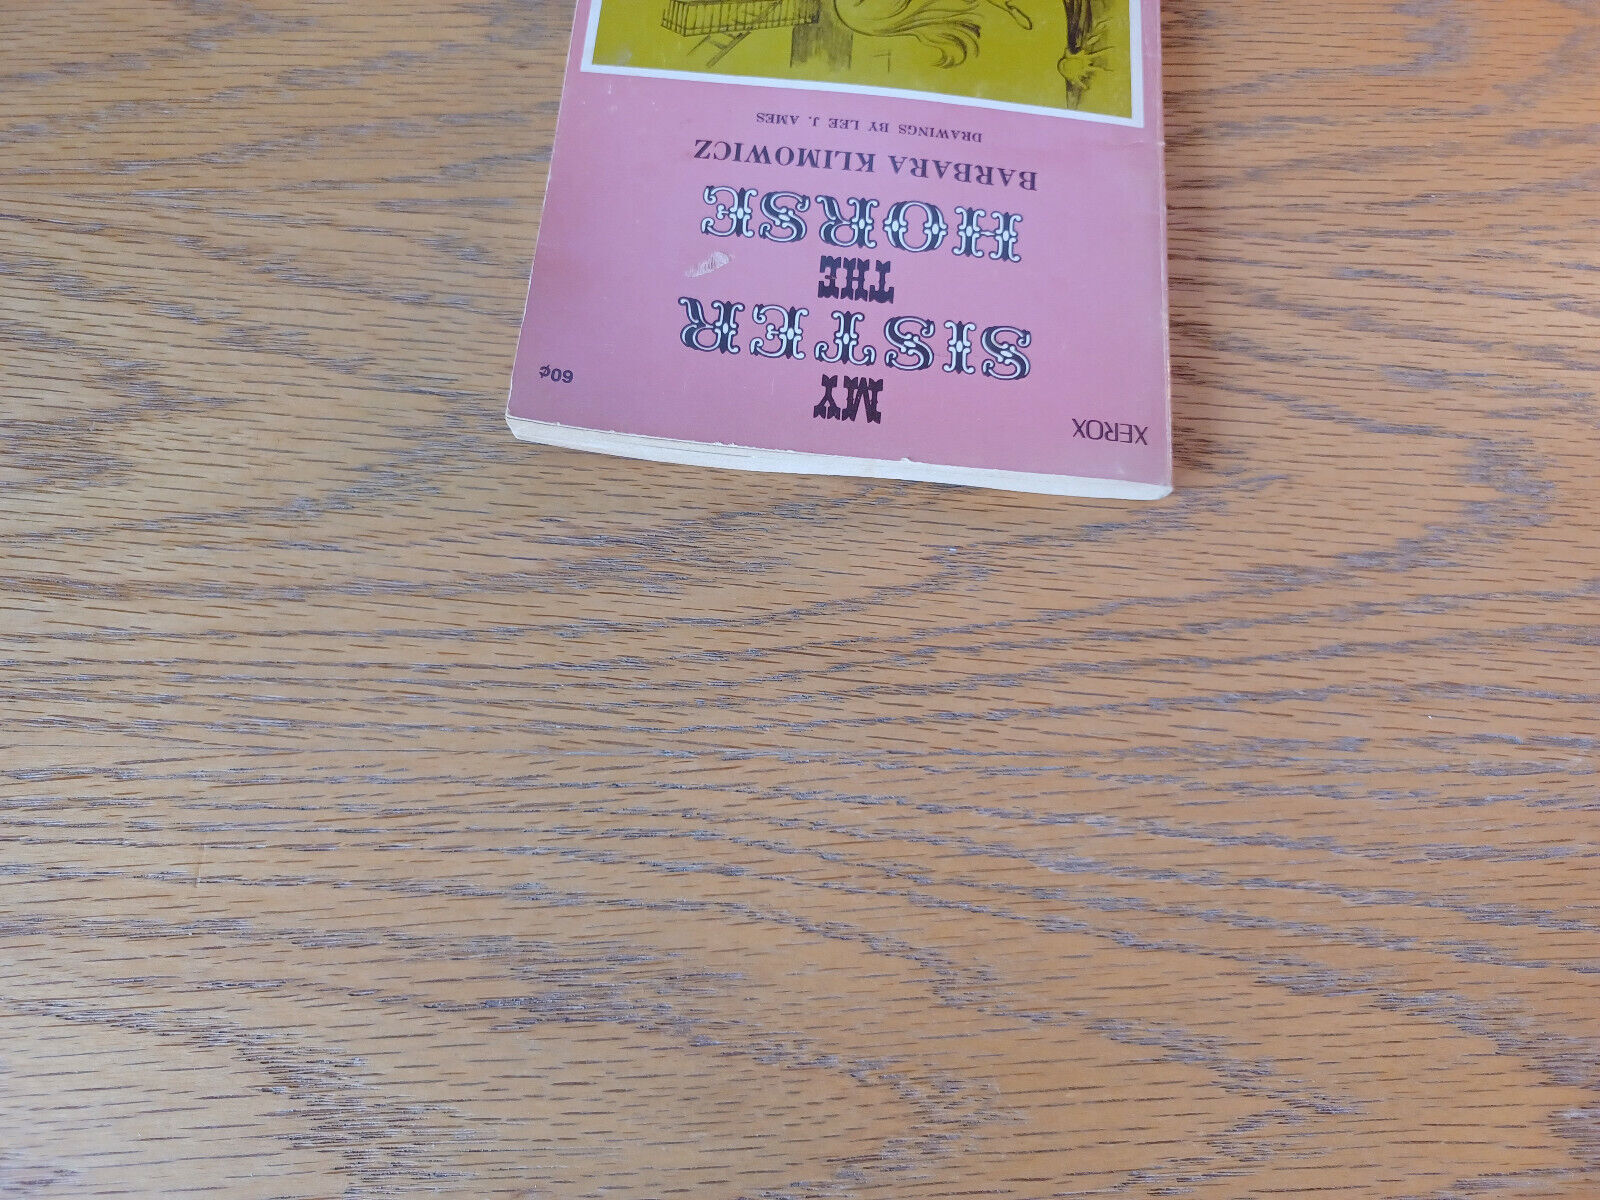 XEROX
60¢
MY
SISTER
THE
HORSE
BARBARA KLIMOWICZ
DRAWINGS BY LEE J. AMES